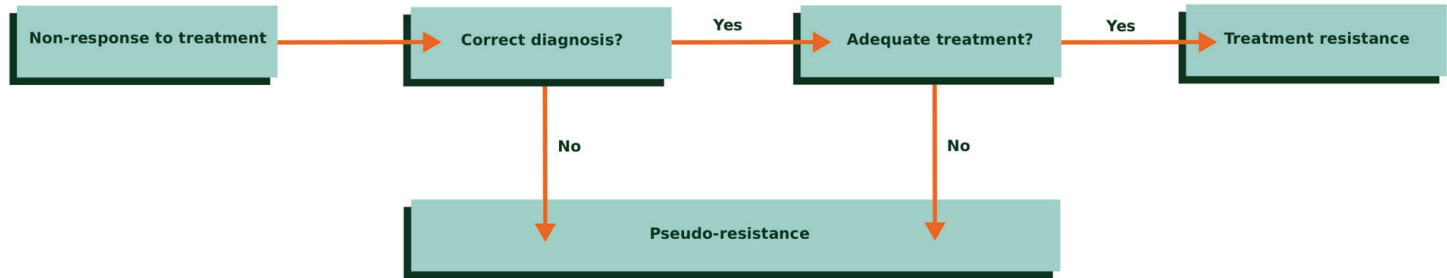 Non-response to treatment
Correct diagnosis?
Yes
Adequate treatment?
Yes
Treatment resistance
No
No
Pseudo-resistance